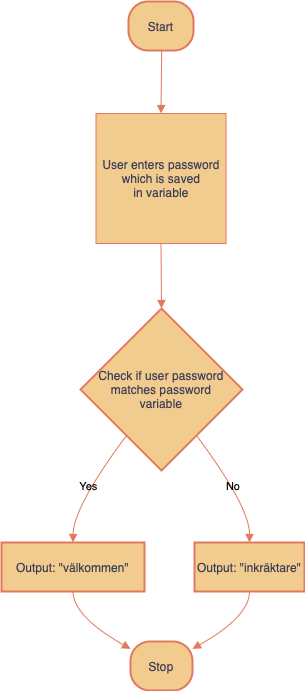 Start
User enters password
which is saved
in variable
Check if user password
matches password
variable
Yes
No
Output: "välkommen"
Output: "inkräktare"
Stop